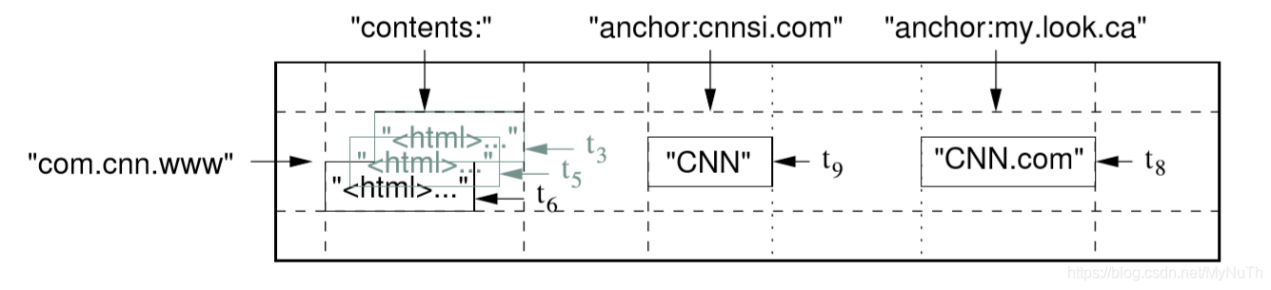 "contents:" "anchor:cnnsi.com" "anchor:my.look.ca"
"<html>..." t3
"com.cnn.www" "<html>..." t5 "CNN" t9 "CNN.com" t8
"<html>..." t6
https://blog.csdn.net/MyNuTh